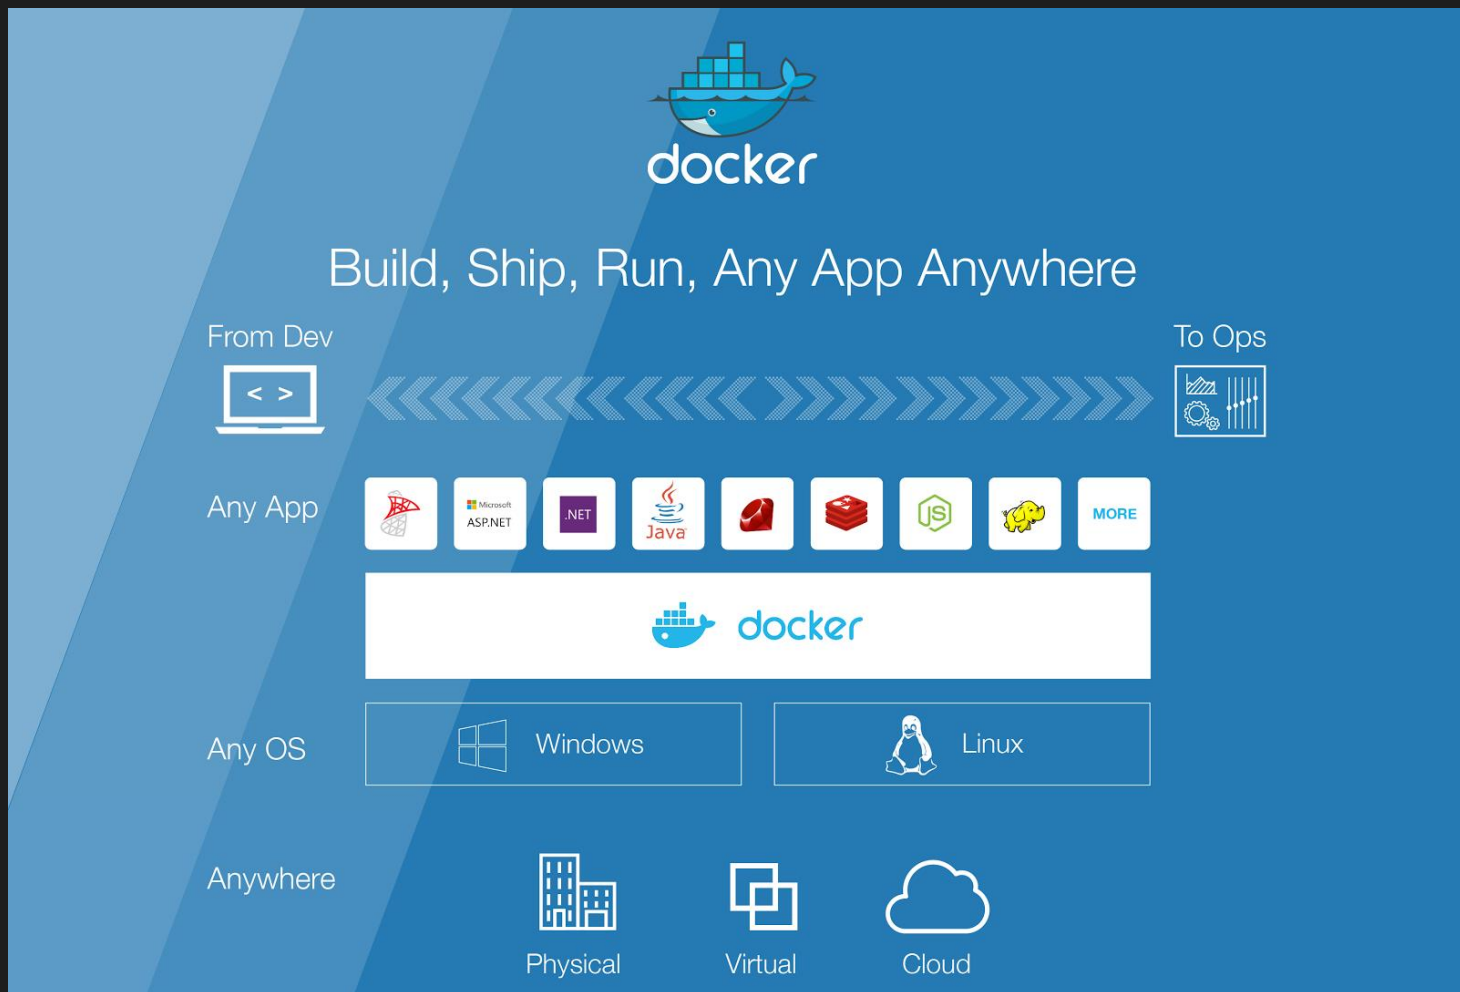 docker
Build, Ship, Run, Any App Anywhere
From Dev
To Ops
< >
Any App
Microsoft
ASP.NET
.NET
Java
JS
MORE
docker
Any OS
Windows
Linux
Anywhere
Physical
Virtual
Cloud